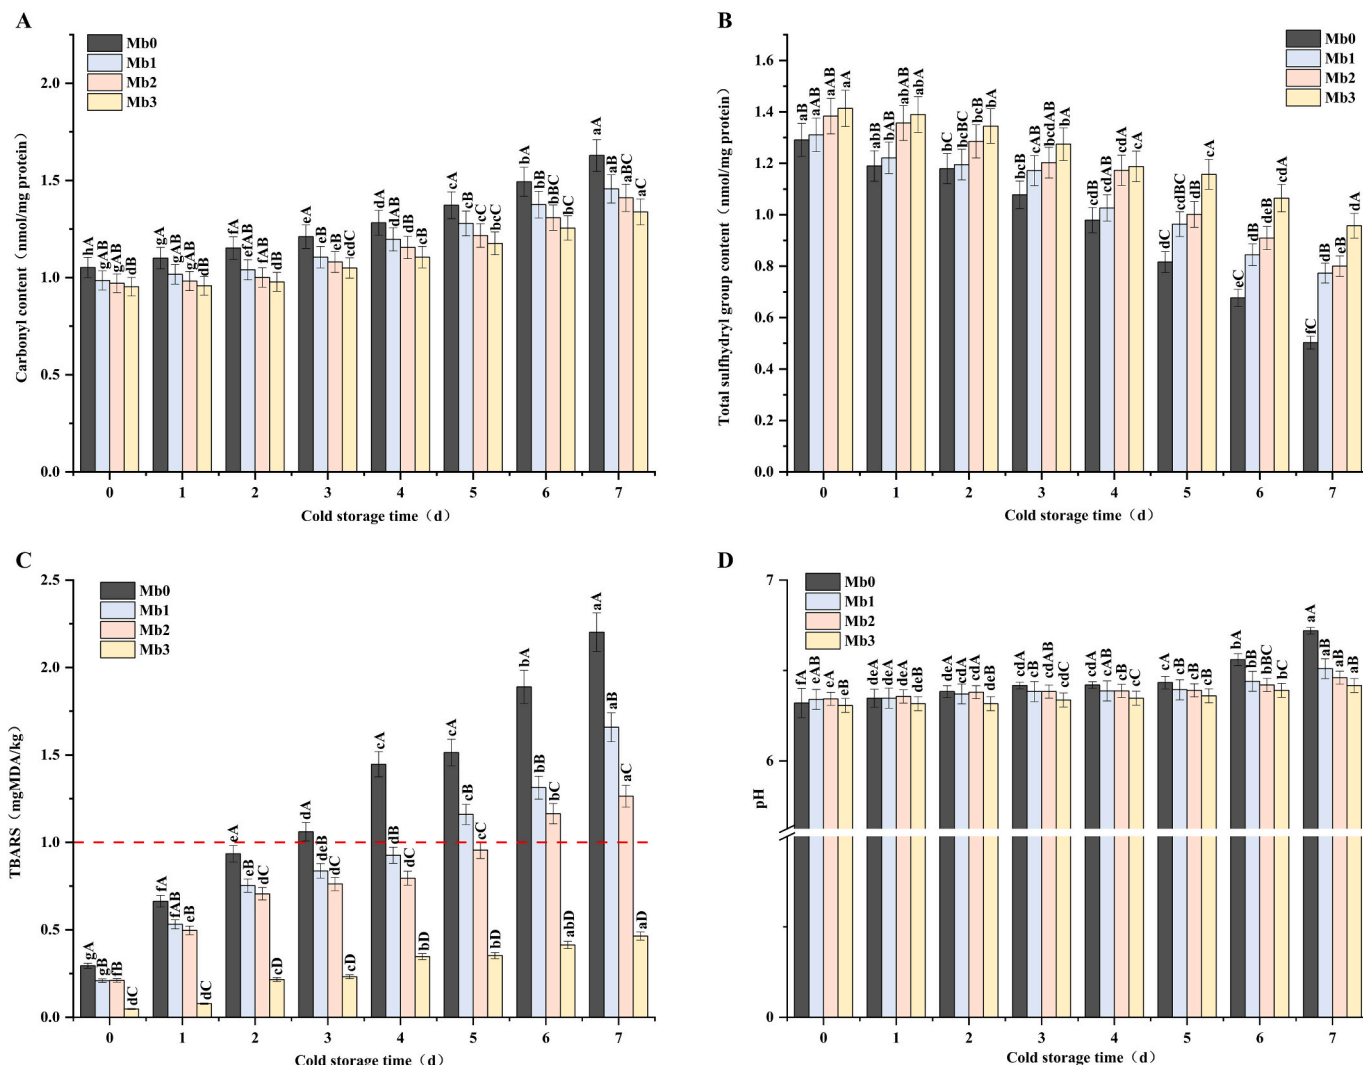 A
Mb0
Mb1
Mb2
Mb3
Carbonyl content（nmol/mg protein）
2.0
1.5
1.0
0.5
0.0
hA gAB gAB dB
gA gAB gAB dB
fA efAB fAB dB
eA eB eB cdC
dA dAB dB cB
cA cB cC bcC
bA bB bBC bC
aA aB aBC aC
0 1 2 3 4 5 6 7
Cold storage time（d）
B
Mb0
Mb1
Mb2
Mb3
Total sulfhydryl group content（nmol/mg protein）
1.6
1.4
1.2
1.0
0.8
0.6
0.4
0.2
0.0
aB aAB aAB aA
abB bAB abAB abA
bC bcBC bcB bA
bcB cAB bcdAB bA
cdB cdAB cdA cA
dC cdBC dB cA
eC dB deB cdA
fC dB eB dA
0 1 2 3 4 5 6 7
Cold storage time（d）
C
Mb0
Mb1
Mb2
Mb3
TBARS（mgMDA/kg）
2.5
2.0
1.5
1.0
0.5
0.0
gA gB fB dC
fA fAB cB dC
eA eB dC cD
dA deB dC cD
cA dB dC bD
cA cB cC bD
bA bB bC abD
aA aB aC aD
0 1 2 3 4 5 6 7
Cold storage time（d）
D
Mb0
Mb1
Mb2
Mb3
pH
7
6
0
fA eAB eA eB
deA deA deA deB
deA cdA cdA deB
cdA cB cdAB cdC
cdA cAB cB cC
cA cB cB cB
bA bB bBC bC
aA aB aB aB
0 1 2 3 4 5 6 7
Cold storage time（d）